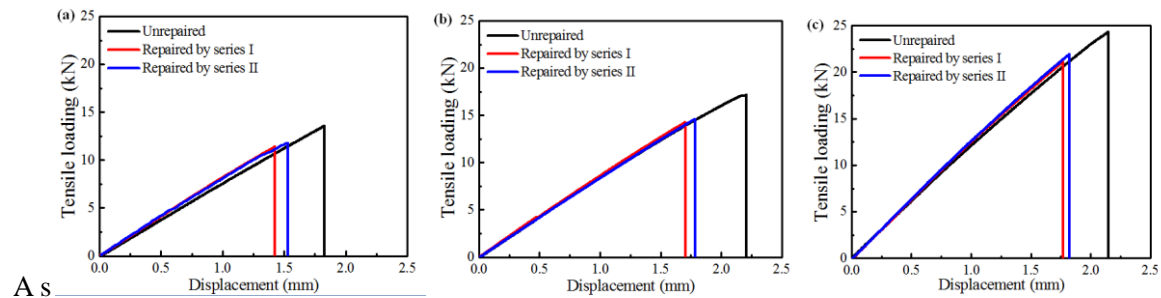 (a)
Unrepaired
Repaired by series I
Repaired by series II
25
20
15
10
5
0
0.0 0.5 1.0 1.5 2.0 2.5
Tensile loading (kN)
Displacement (mm)
(b)
Unrepaired
Repaired by series I
Repaired by series II
25
20
15
10
5
0
0.0 0.5 1.0 1.5 2.0 2.5
Tensile loading (kN)
Displacement (mm)
(c)
Unrepaired
Repaired by series I
Repaired by series II
25
20
15
10
5
0
0.0 0.5 1.0 1.5 2.0 2.5
Tensile loading (kN)
Displacement (mm)
A s